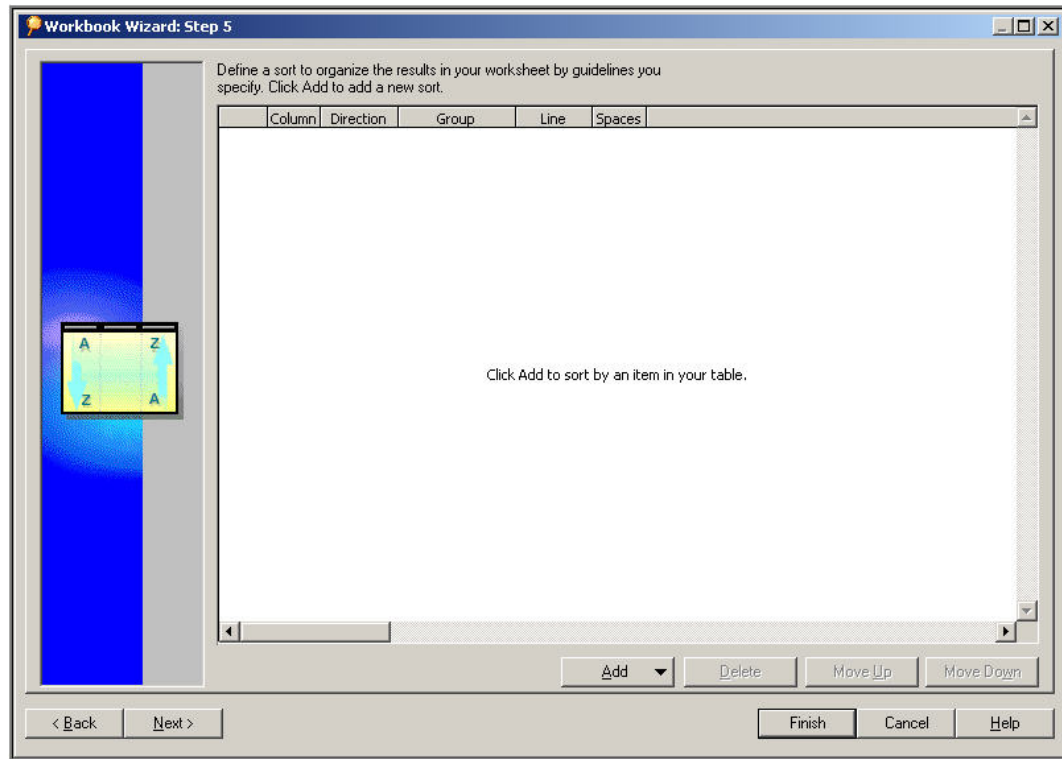 Workbook Wizard: Step 5
Define a sort to organize the results in your worksheet by guidelines you
specify. Click Add to add a new sort.
Column Direction Group Line Spaces
A Z
Z A
Click Add to sort by an item in your table.
Add Delete Move Up Move Down
< Back Next > Finish Cancel Help